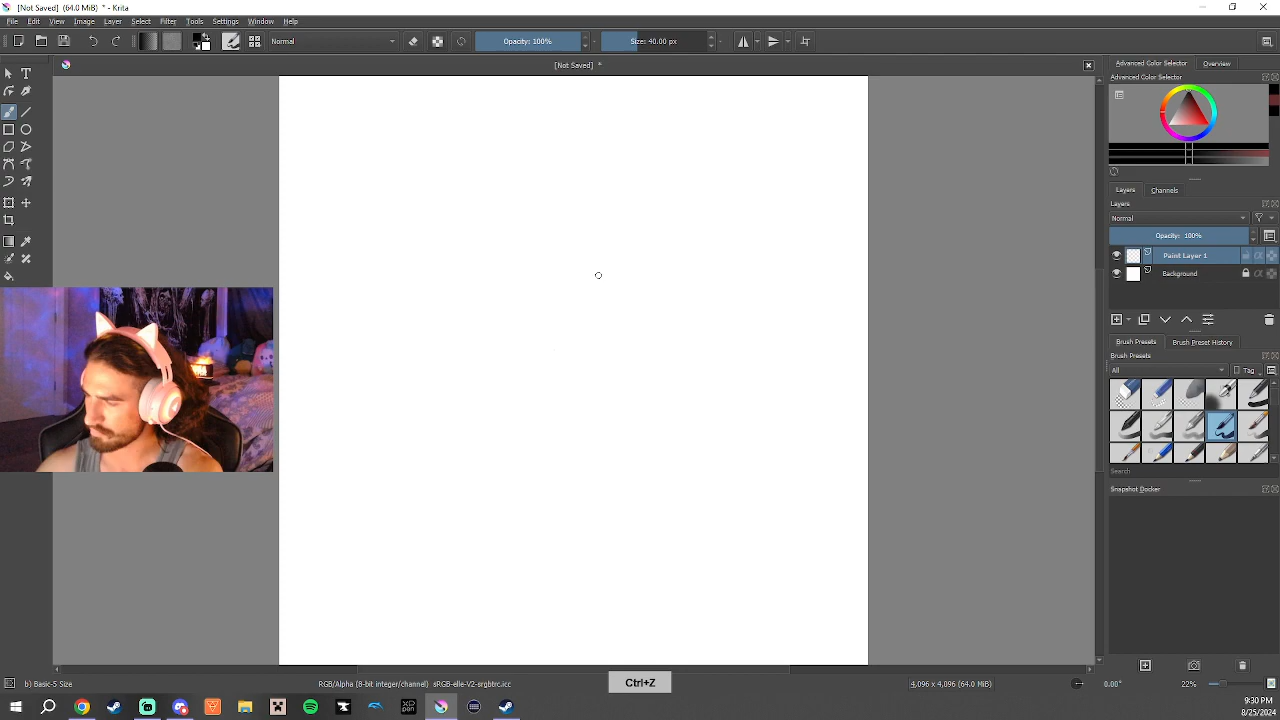 [Not Saved] (64.0 MiB) * - Krita
File Edit View Image Layer Select Filter Tools Settings Window Help
Normal Opacity: 100% Size: 40.00 px
[Not Saved] *
Advanced Color Selector Overview
Advanced Color Selector
Layers Channels
Layers
Normal
Opacity: 100%
Paint Layer 1
Background
Brush Presets Brush Preset History
Brush Presets
All Tag
Search
Snapshot Docker
Ctrl+Z
b) Basic-5 Size RGB/Alpha (8-bit integer/channel) sRGB-elle-V2-srgbtrc.icc 4,096 x 4,096 (64.0 MiB) 0.00° 22%
XPPen
9:30 PM
8/25/2024